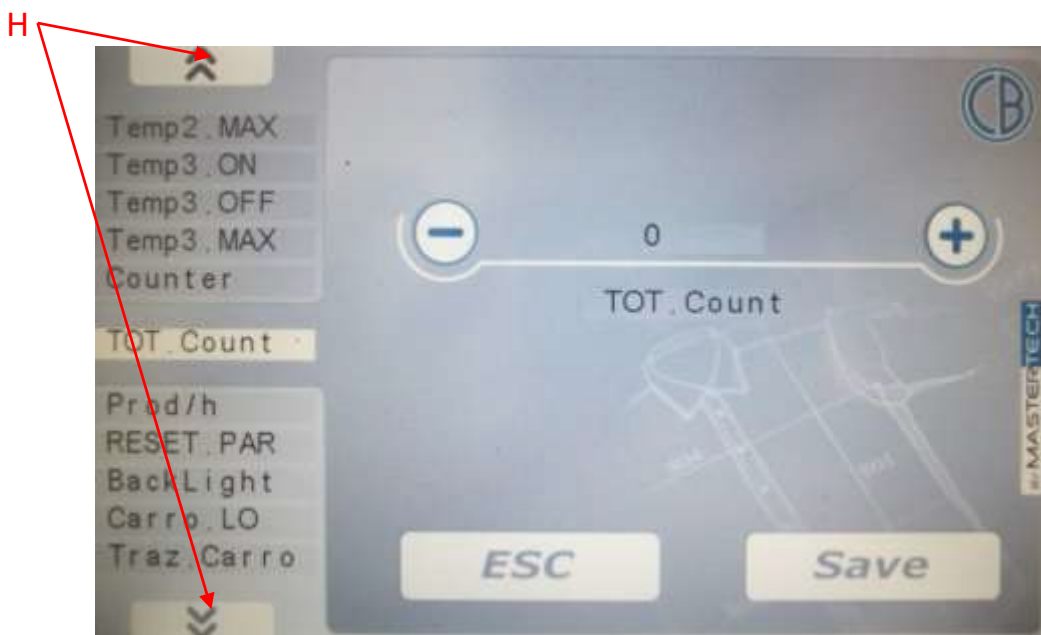 H
Temp2.MAX
Temp3.ON
Temp3.OFF
Temp3.MAX
Counter
TOT.Count
Prod/h
RESET.PAR
BackLight
Carro.LO
Traz.Carro
CB
0
TOT.Count
BY MASTERTECH
ESC
Save